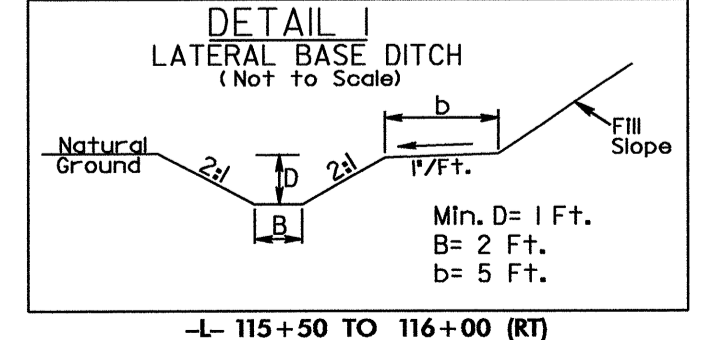 DETAIL 1
LATERAL BASE DITCH
(Not to Scale)
b
Natural
Ground
2:1
D
2:1
1"/Ft.
Fill
Slope
B
Min. D= 1 Ft.
B= 2 Ft.
b= 5 Ft.
-L- 115+50 TO 116+00 (RT)